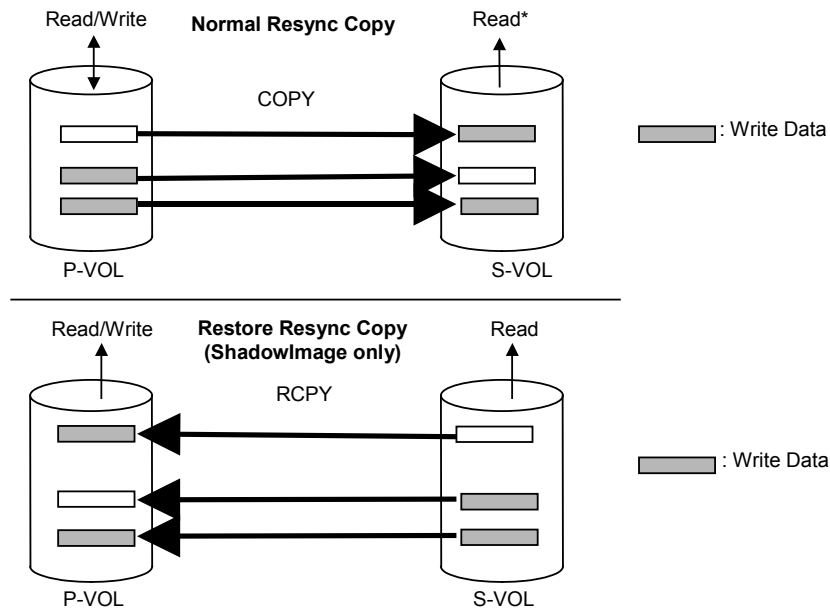 Read/Write
Normal Resync Copy
Read*
COPY
: Write Data
P-VOL
S-VOL
Read/Write
Restore Resync Copy
(ShadowImage only)
Read
RCPY
: Write Data
P-VOL
S-VOL